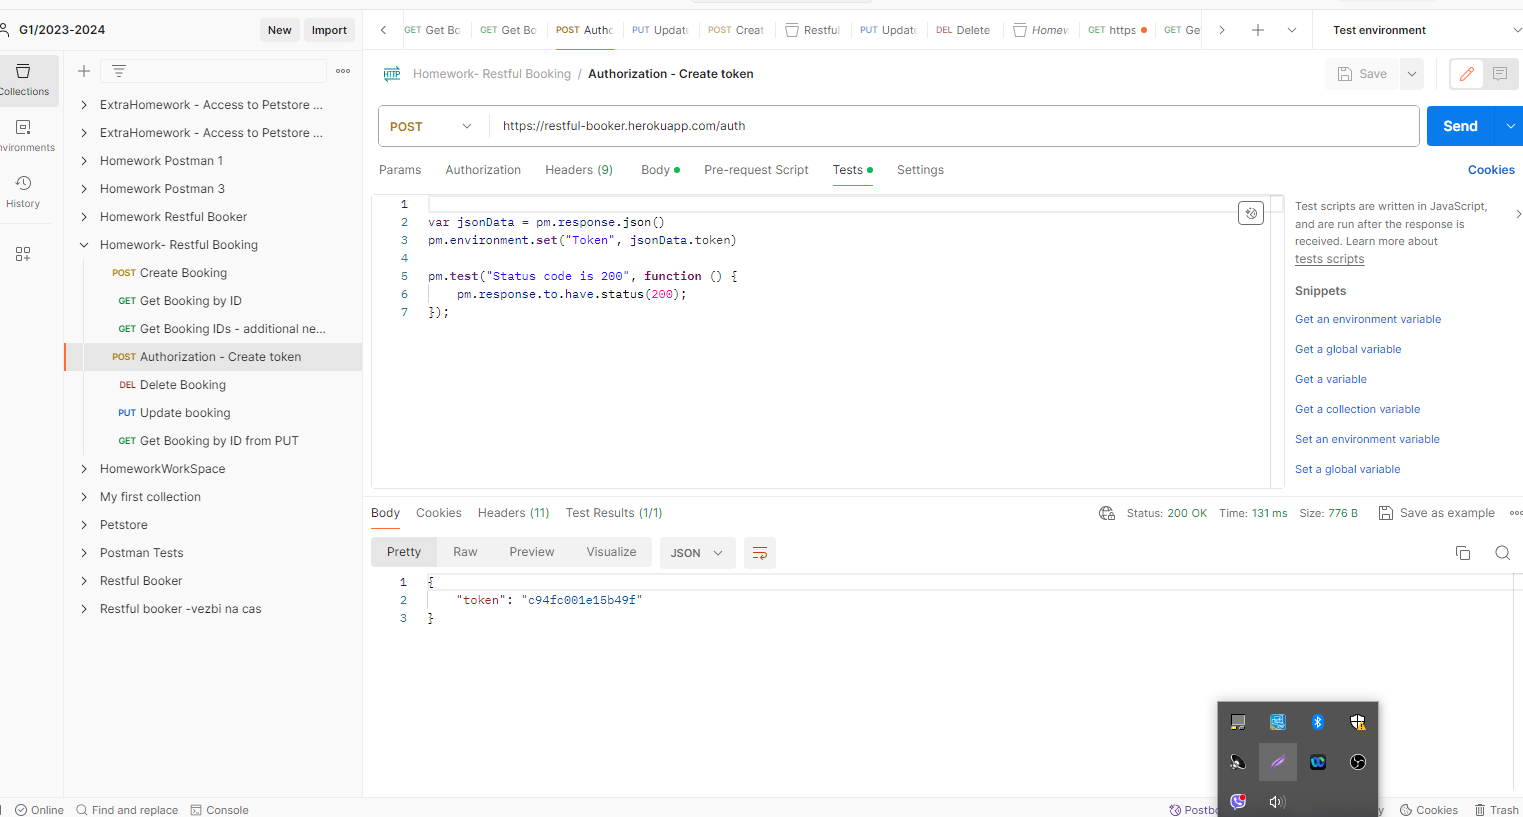 G1/2023-2024
New
Import
GET Get Bo
GET Get Bo
POST Autho
PUT Update
POST Creat
Restful
PUT Update
DEL Delete
Homew
GET https
GET Ge
Test environment
Collections
ExtraHomework - Access to Petstore ...
ExtraHomework - Access to Petstore ...
Homework Postman 1
Homework Postman 3
Homework Restful Booker
Homework- Restful Booking
POST Create Booking
GET Get Booking by ID
GET Get Booking IDs - additional ne...
POST Authorization - Create token
DEL Delete Booking
PUT Update booking
GET Get Booking by ID from PUT
HomeworkWorkSpace
My first collection
Petstore
Postman Tests
Restful Booker
Restful booker -vezbi na cas
nvironments
History
Homework- Restful Booking / Authorization - Create token
Save
POST
https://restful-booker.herokuapp.com/auth
Send
Params
Authorization
Headers (9)
Body
Pre-request Script
Tests
Settings
Cookies
1
2 var jsonData = pm.response.json()
3 pm.environment.set("Token", jsonData.token)
4
5 pm.test("Status code is 200", function () {
6 pm.response.to.have.status(200);
7 });
Test scripts are written in JavaScript,
and are run after the response is
received. Learn more about
tests scripts
Snippets
Get an environment variable
Get a global variable
Get a variable
Get a collection variable
Set an environment variable
Set a global variable
Body
Cookies
Headers (11)
Test Results (1/1)
Status: 200 OK
Time: 131 ms
Size: 776 B
Save as example
Pretty
Raw
Preview
Visualize
JSON
1 {
2 "token": "c94fc001e15b49f"
3 }
Online
Find and replace
Console
Postbo
y
Cookies
Trash